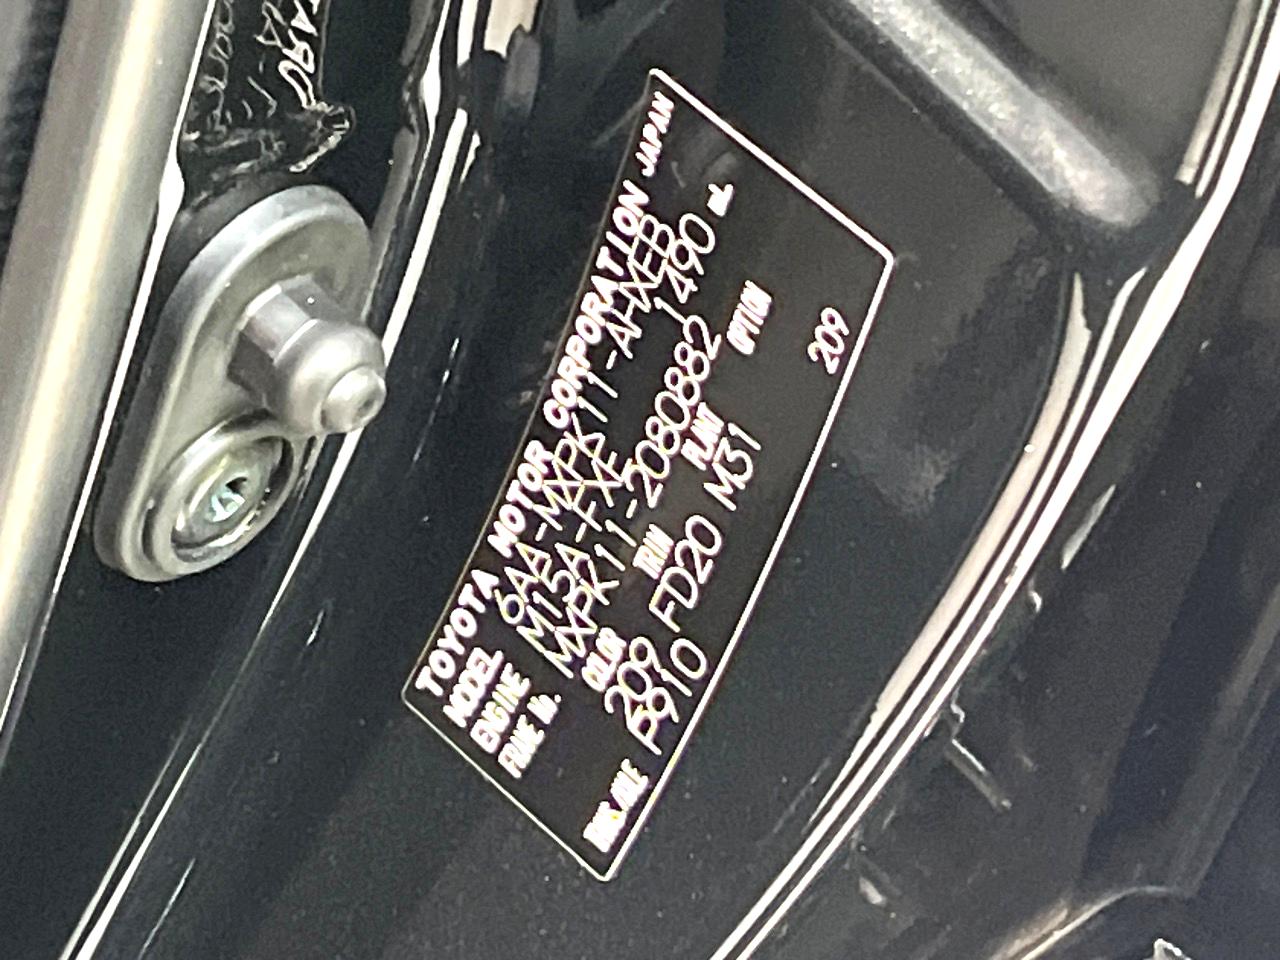 TOYOTA MOTOR CORPORATION JAPAN
MODEL 6AA-MXPK11-AHXEB
ENGINE M15A-FXE 1490 mL
FRAME No. MXPK11-2080882
COLOR TRIM PLANT OPTION
209 FD20 M31 209
TRANS/AXLE P910